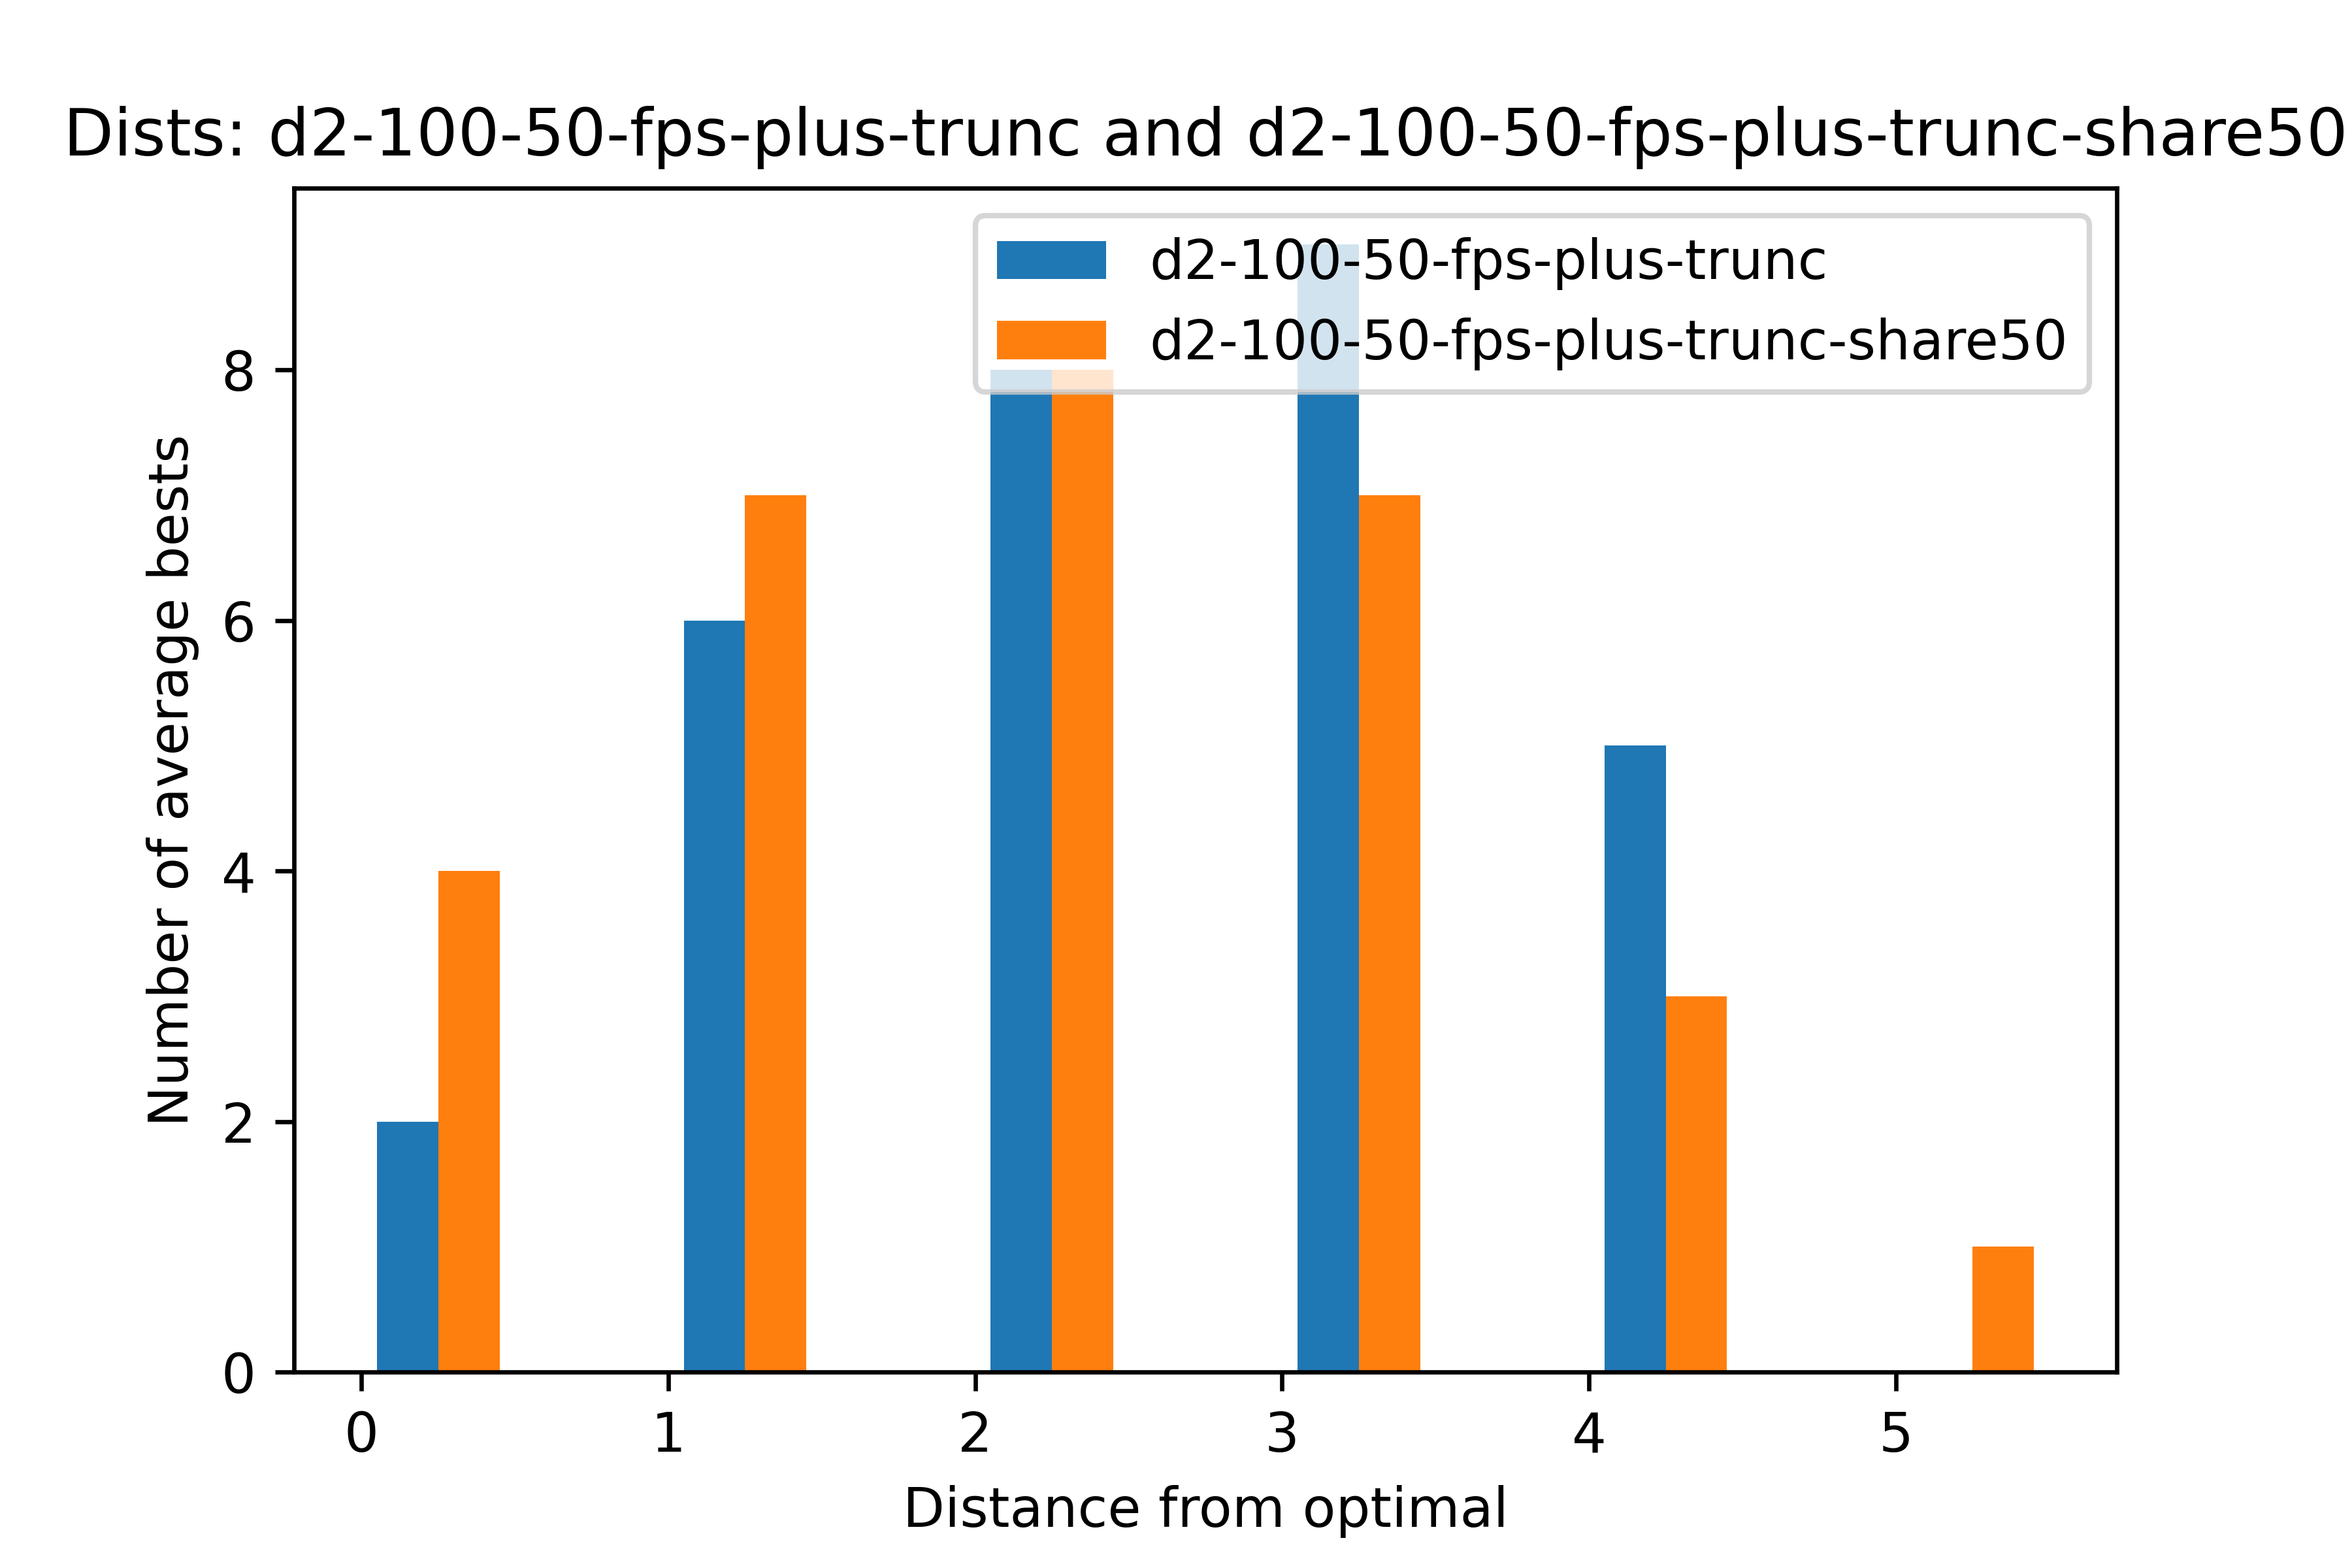 Dists: d2-100-50-fps-plus-trunc and d2-100-50-fps-plus-trunc-share50
d2-100-50-fps-plus-trunc
d2-100-50-fps-plus-trunc-share50
Number of average bests
8
6
4
2
0
0 1 2 3 4 5
Distance from optimal